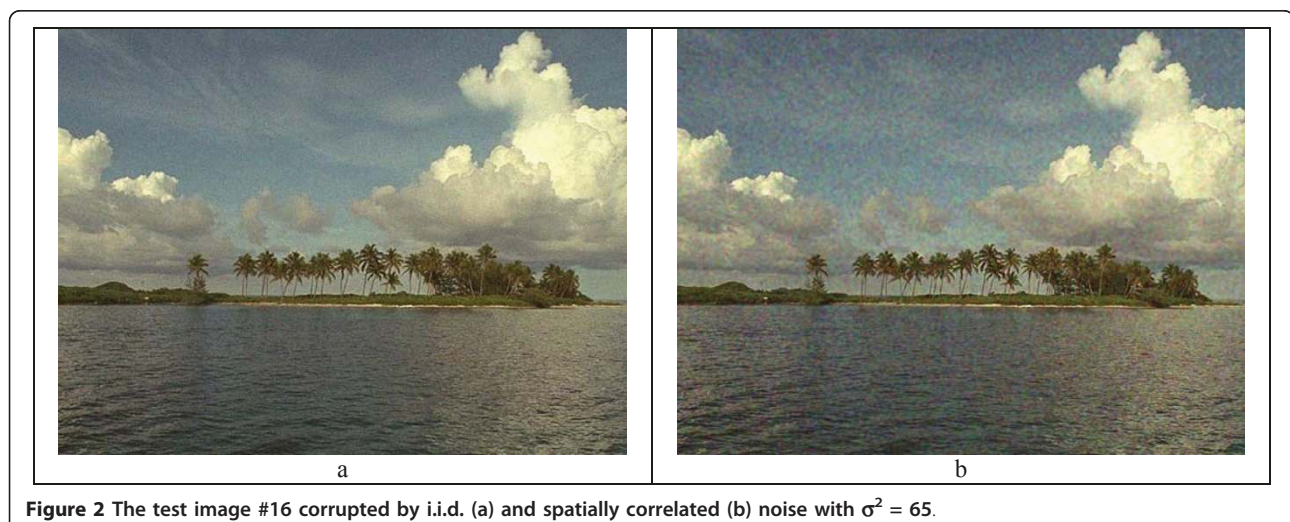 a
b
Figure 2 The test image #16 corrupted by i.i.d. (a) and spatially correlated (b) noise with σ² = 65.